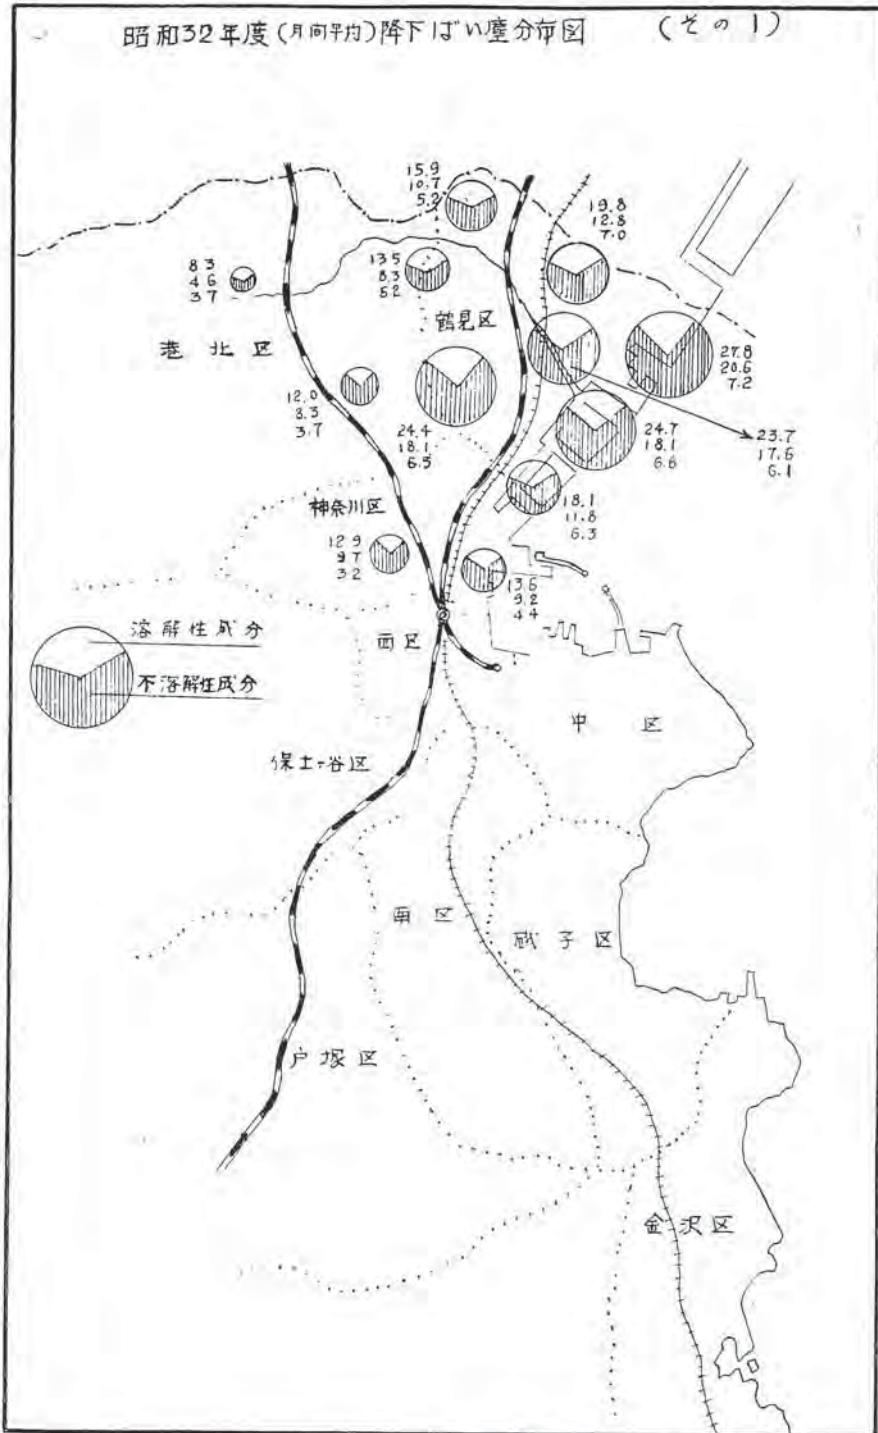 昭和32年度(月間平均)降下ばい塵分布図 (その1)
15.9
10.7
5.2
19.8
12.8
7.0
8.3
4.6
3.7
13.5
8.3
5.2
鶴見区
港北区
27.8
20.6
7.2
12.0
8.3
3.7
24.4
18.1
6.3
24.7
18.1
6.6
23.7
17.6
6.1
18.1
11.8
6.3
神奈川区
12.9
9.7
3.2
13.6
9.2
4.4
西区
溶解性成分
不溶解性成分
中区
保土ヶ谷区
南区
磯子区
戸塚区
金沢区